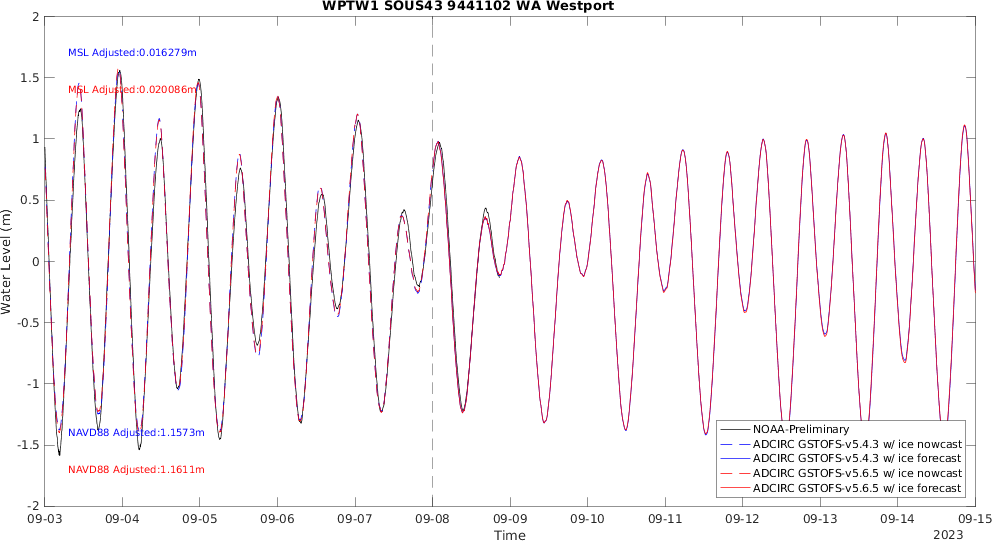 WPTW1 SOUS43 9441102 WA Westport
Water Level (m)
2
1.5
1
0.5
0
-0.5
-1
-1.5
-2
MSL Adjusted:0.016279m
MSL Adjusted:0.020086m
NAVD88 Adjusted:1.1573m
NAVD88 Adjusted:1.1611m
NOAA-Preliminary
ADCIRC GSTOFS-v5.4.3 w/ ice nowcast
ADCIRC GSTOFS-v5.4.3 w/ ice forecast
ADCIRC GSTOFS-v5.6.5 w/ ice nowcast
ADCIRC GSTOFS-v5.6.5 w/ ice forecast
09-03 09-04 09-05 09-06 09-07 09-08 09-09 09-10 09-11 09-12 09-13 09-14 09-15
Time
2023